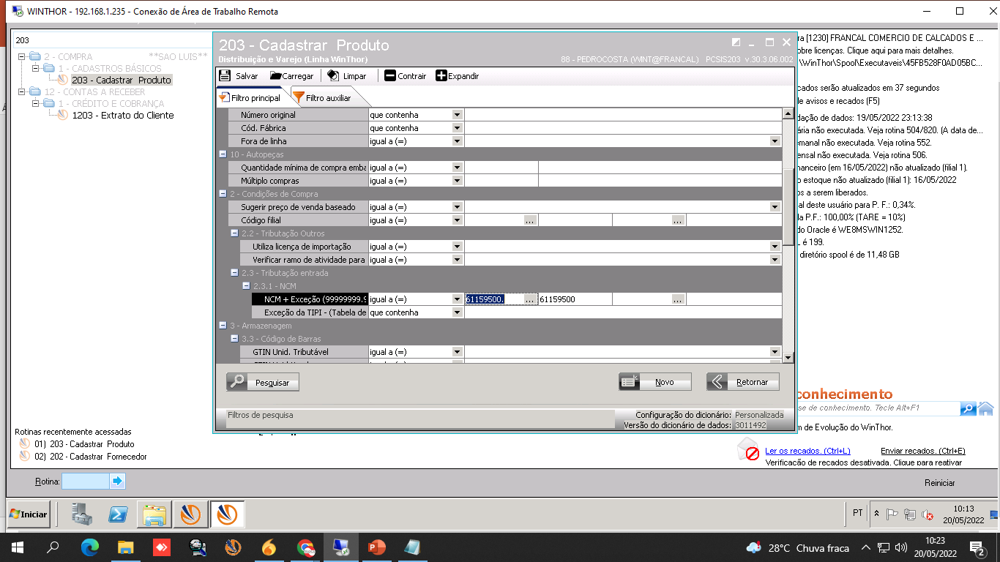 WINTHOR - 192.168.1.235 - Conexão de Área de Trabalho Remota
203
2 - COMPRA **SAO LUIS**
1 - CADASTROS BÁSICOS
203 - Cadastrar Produto
12 - CONTAS A RECEBER
1 - CRÉDITO E COBRANÇA
1203 - Extrato do Cliente
203 - Cadastrar Produto
Distribuição e Varejo (Linha WinThor)
88 - PEDROCOSTA (WINT@FRANCAL) PCSIS203 v.30.3.06.002
Salvar Carregar Limpar Contrair Expandir
Filtro principal Filtro auxiliar
Número original que contenha
Cód. Fábrica que contenha
Fora de linha igual a (=)
10 - Autopeças
Quantidade mínima de compra emba igual a (=)
Múltiplo compras igual a (=)
2 - Condições de Compra
Sugerir preço de venda baseado igual a (=)
Código filial igual a (=) ... ...
2.2 - Tributação Outros
Utiliza licença de importação igual a (=)
Verificar ramo de atividade para igual a (=)
2.3 - Tributação entrada
2.3.1 - NCM
NCM + Exceção (99999999.9 igual a (=) 61159500. ... 61159500 ...
Exceção da TIPI - (Tabela de que contenha
3 - Armazenagem
3.3 - Código de Barras
GTIN Unid. Tributável igual a (=)
Pesquisar Novo Retornar
Filtros de pesquisa
Configuração do dicionário: Personalizada
Versão do dicionário de dados: 3011492
ra [1230] FRANCAL COMERCIO DE CALCADOS E ...
obre licenças. Clique aqui para mais detalhes.
\WinThor\Spool\Executaveis\45FB528F0AD05BC...
cados serão atualizados em 37 segundos
e avisos e recados (F5)
dação de dados: 19/05/2022 23:13:38
ária não executada. Veja rotina 504/820. (A data de...
emanal não executada. Veja rotina 552.
ensal não executada. Veja rotina 506.
nanceiro (em 16/05/2022) não atualizado (filial 1).
o estoque não atualizado (filial 1): 16/05/2022
os a serem liberados.
al deste usuário para P. F.: 0,34%.
la P.F.: 100,00% (TARE = 10%)
do Oracle é WE8MSWIN1252.
L é 199.
diretório spool é de 11,48 GB
conhecimento
se de conhecimento. Tecle Alt+F1
m de Evolução do WinThor.
Ler os recados. (Ctrl+L) Enviar recados. (Ctrl+E)
Verificação de recados desativada. Clique para reativar
Rotinas recentemente acessadas
01) 203 - Cadastrar Produto
02) 202 - Cadastrar Fornecedor
Rotina: Reiniciar
Iniciar PT 10:13
20/05/2022
28°C Chuva fraca 10:23
20/05/2022
2